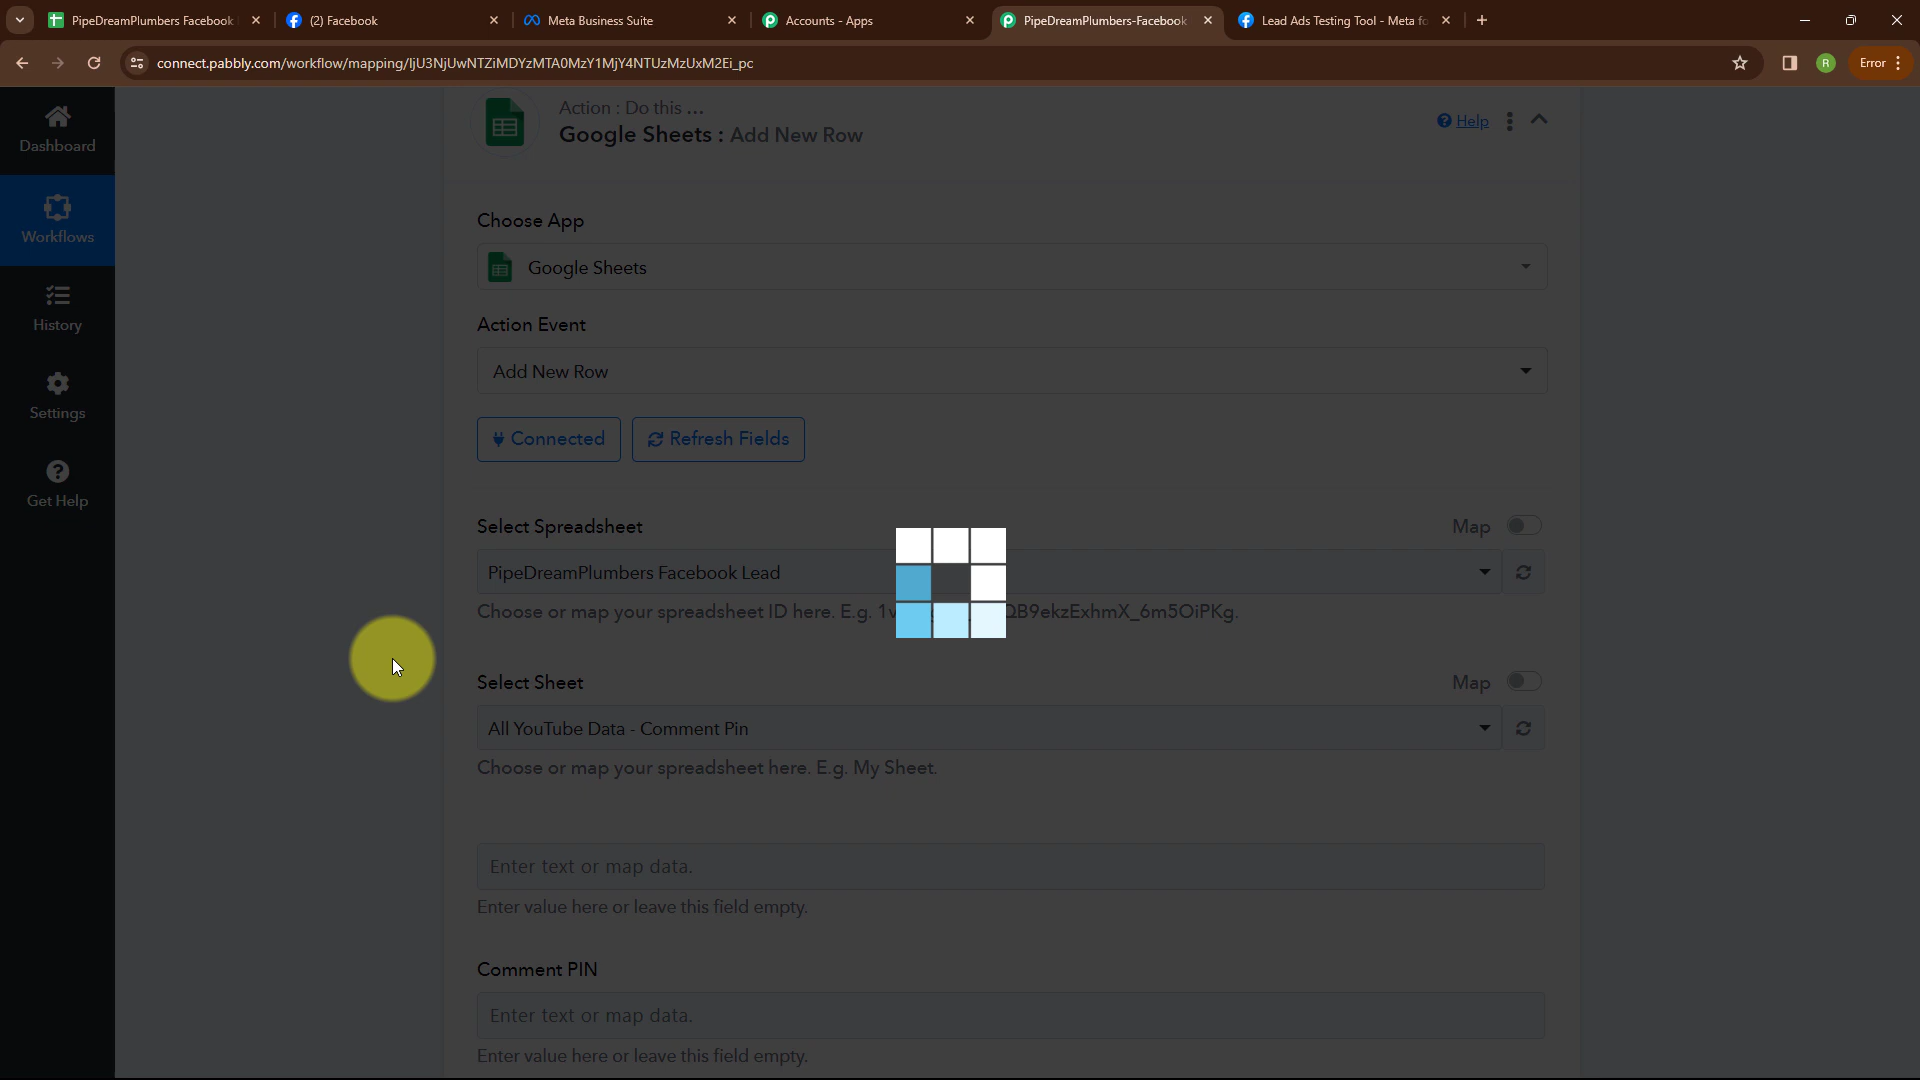 PipeDreamPlumbers Facebook
(2) Facebook
Meta Business Suite
Accounts - Apps
PipeDreamPlumbers-Facebook
Lead Ads Testing Tool - Meta fo
connect.pabbly.com/workflow/mapping/IjU3NjUwNTZiMDYzMTA0MzY1MjY4NTUzMzUxM2Ei_pc
R
Error
Dashboard
Workflows
History
Settings
Get Help
Action : Do this ...
Google Sheets : Add New Row
Help
Choose App
Google Sheets
Action Event
Add New Row
Connected
Refresh Fields
Select Spreadsheet
Map
PipeDreamPlumbers Facebook Lead
Choose or map your spreadsheet ID here. E.g. QB9ekzExhmX_6m5OiPKg.
Select Sheet
Map
All YouTube Data - Comment Pin
Choose or map your spreadsheet here. E.g. My Sheet.
Enter text or map data.
Enter value here or leave this field empty.
Comment PIN
Enter text or map data.
Enter value here or leave this field empty.